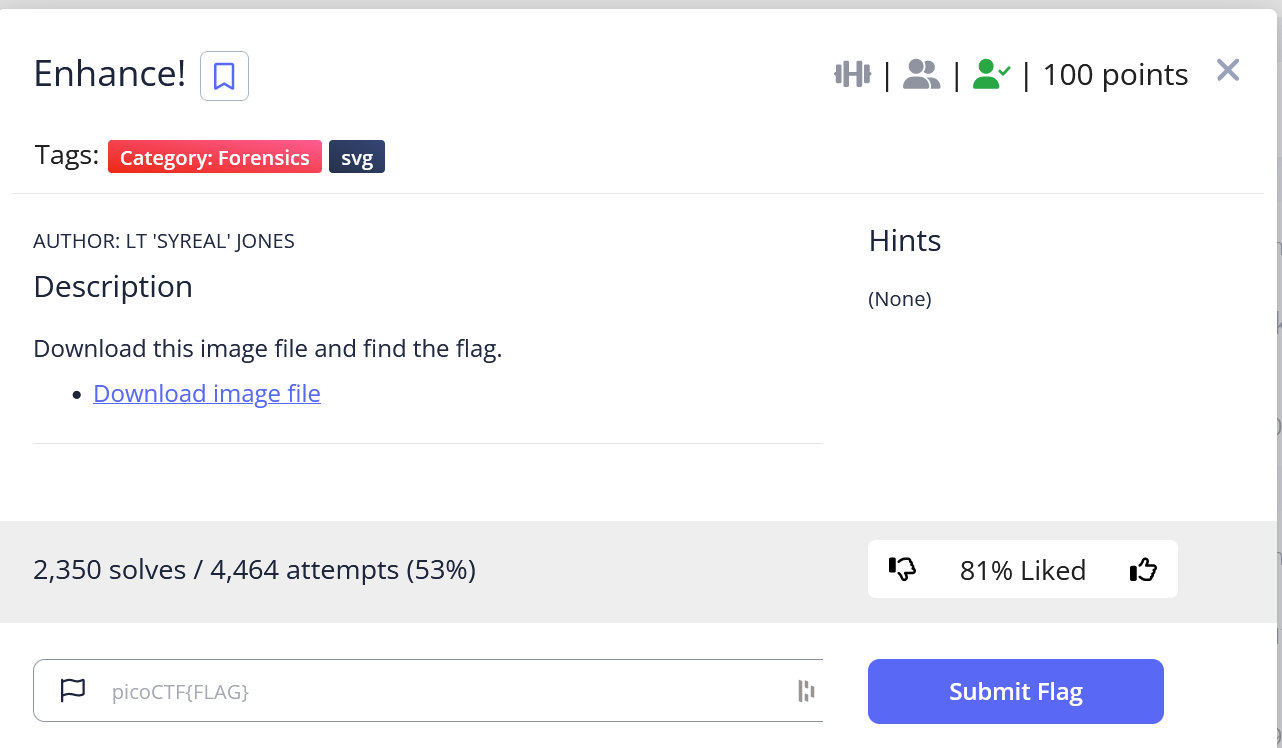 Enhance!
| | | 100 points
Tags: Category: Forensics svg
AUTHOR: LT 'SYREAL' JONES
Description
Download this image file and find the flag.
• Download image file
Hints
(None)
2,350 solves / 4,464 attempts (53%)
81% Liked
picoCTF{FLAG}
Submit Flag